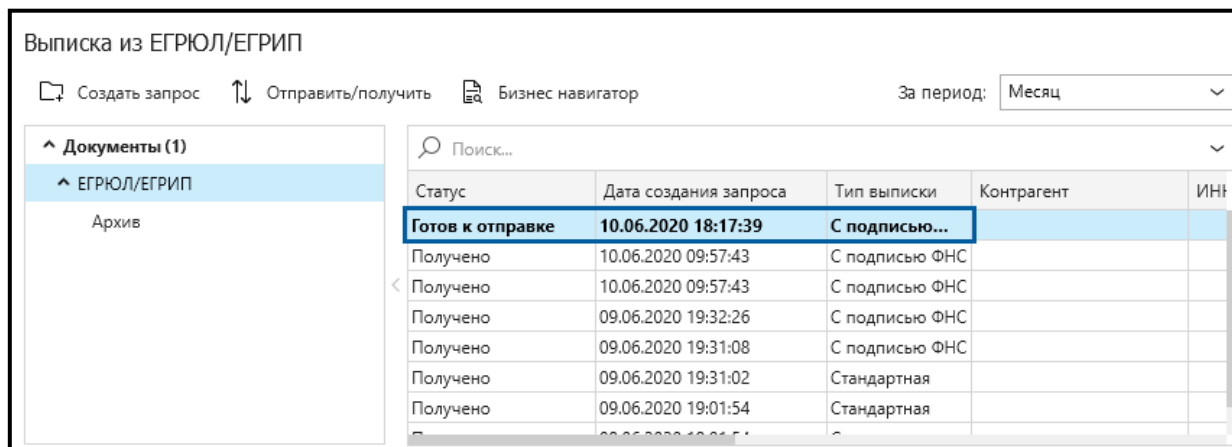 Выписка из ЕГРЮЛ/ЕГРИП
Создать запрос Отправить/получить Бизнес навигатор За период: Месяц
Документы (1)
Поиск...
ЕГРЮЛ/ЕГРИП
Статус Дата создания запроса Тип выписки Контрагент
Архив
Готов к отправке 10.06.2020 18:17:39 С подписью...
Получено 10.06.2020 09:57:43 С подписью ФНС
Получено 10.06.2020 09:57:43 С подписью ФНС
Получено 09.06.2020 19:32:26 С подписью ФНС
Получено 09.06.2020 19:31:08 С подписью ФНС
Получено 09.06.2020 19:31:02 Стандартная
Получено 09.06.2020 19:01:54 Стандартная